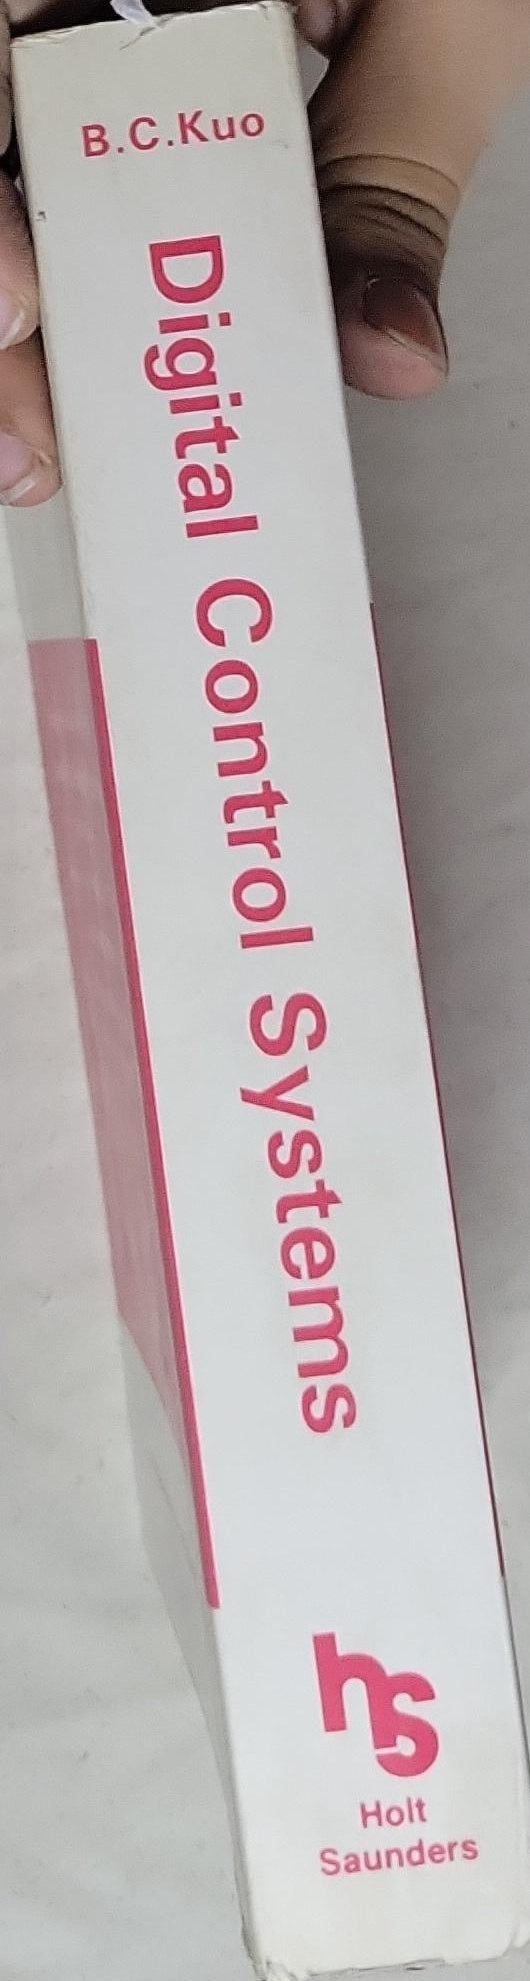 B.C.Kuo
Digital Control Systems
hS
Holt
Saunders